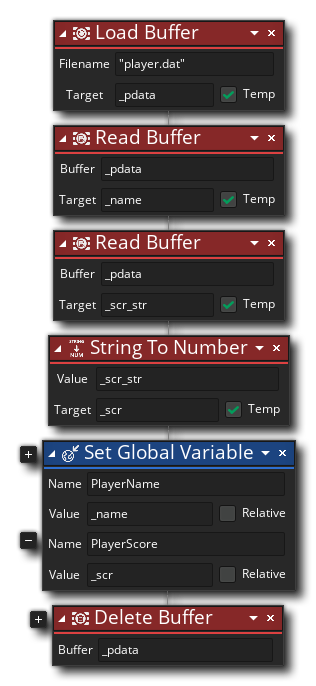 Load Buffer
Filename "player.dat"
Target _pdata Temp
Read Buffer
Buffer _pdata
Target _name Temp
Read Buffer
Buffer _pdata
Target _scr_str Temp
STRING
NUM
String To Number
Value _scr_str
Target _scr Temp
Set Global Variable
Name PlayerName
Value _name Relative
Name PlayerScore
Value _scr Relative
Delete Buffer
Buffer _pdata